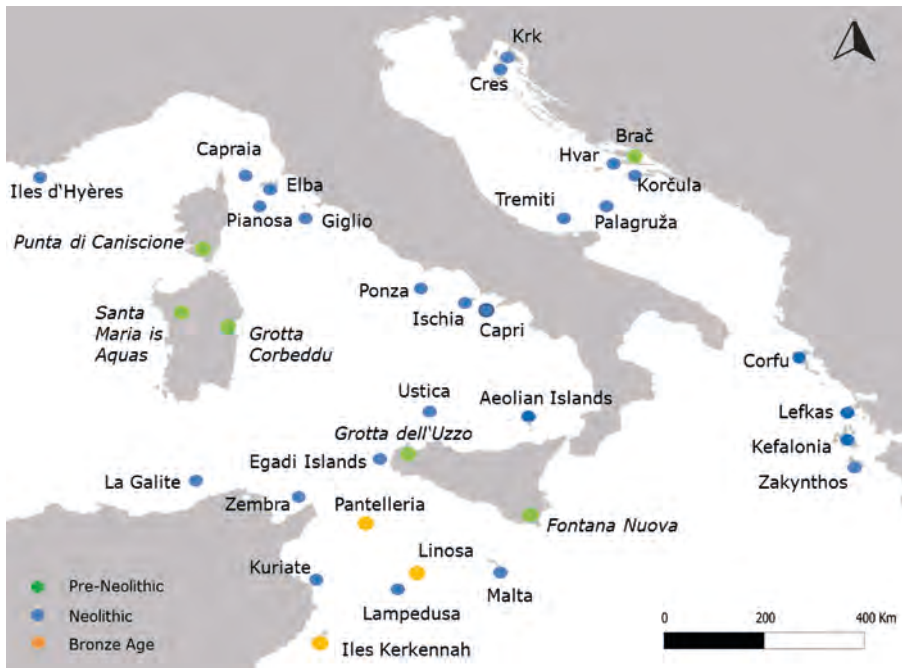 Krk
Cres
Brač
Hvar
Korčula
Capraia
Elba
Iles d'Hyères
Pianosa
Giglio
Tremiti
Palagruža
Punta di Caniscione
Ponza
Ischia
Capri
Santa
Maria is
Aquas
Grotta
Corbeddu
Corfu
Ustica
Aeolian Islands
Lefkas
Grotta dell'Uzzo
Kefalonia
Egadi Islands
La Galite
Zakynthos
Zembra
Pantelleria
Fontana Nuova
Linosa
Kuriate
Malta
Lampedusa
Iles Kerkennah
Pre-Neolithic
Neolithic
Bronze Age
0 200 400 Km